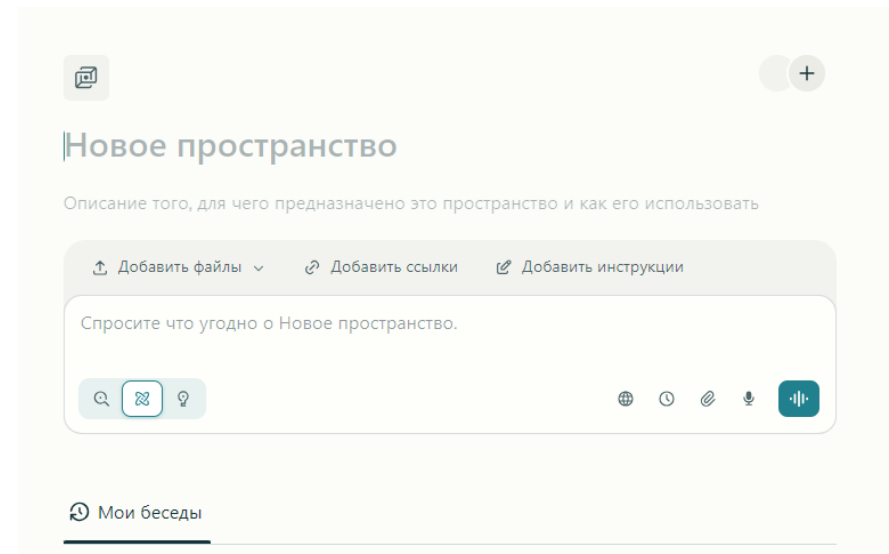 Новое пространство
Описание того, для чего предназначено это пространство и как его использовать
Добавить файлы Добавить ссылки Добавить инструкции
Спросите что угодно о Новое пространство.
Мои беседы